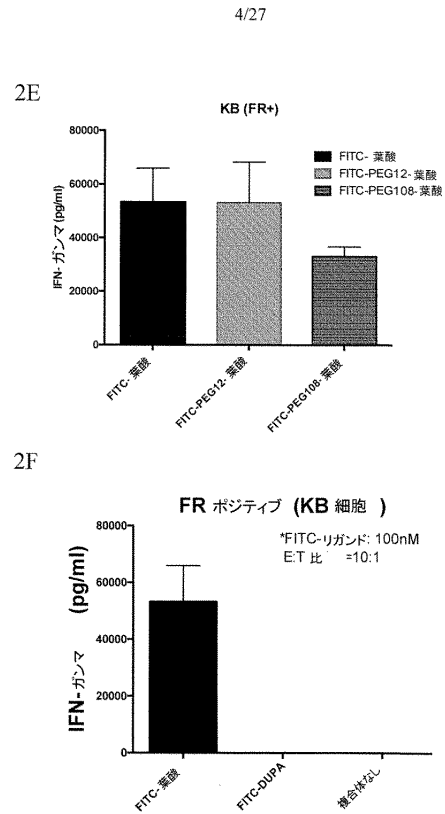 4/27
2E
KB (FR+)
IFN-ガンマ (pg/ml)
80000
60000
40000
20000
0
FITC- 葉酸
FITC-PEG12- 葉酸
FITC-PEG108-葉酸
FITC- 葉酸
FITC-PEG12- 葉酸
FITC-PEG108- 葉酸
2F
FR ポジティブ (KB 細胞 )
*FITC-リガンド: 100nM
E:T 比 =10:1
IFN-ガンマ (pg/ml)
80000
60000
40000
20000
0
FITC- 葉酸
FITC-DUPA
複合体なし